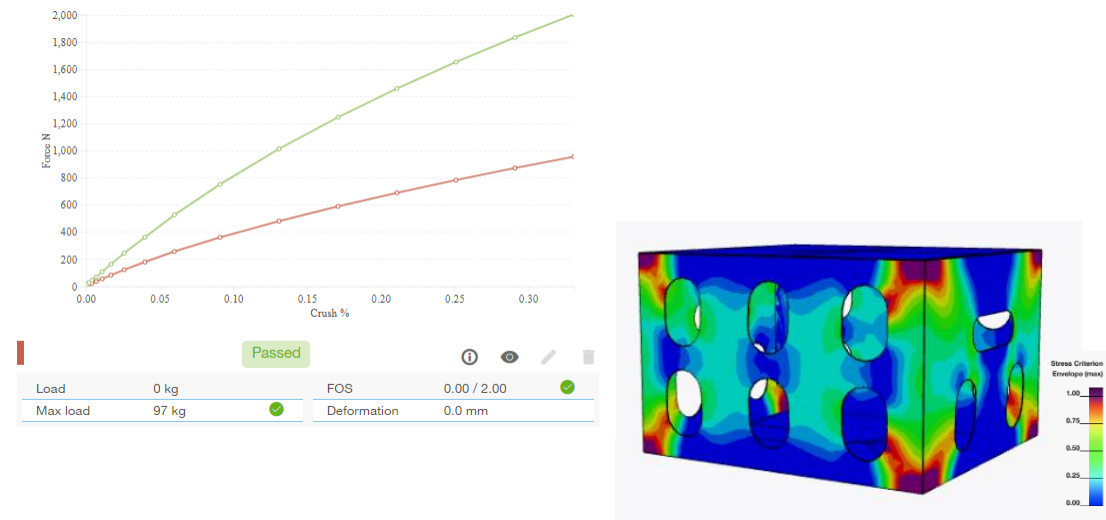 2,000
1,800
1,600
1,400
1,200
1,000
800
600
400
200
0
Force N
0.00 0.05 0.10 0.15 0.20 0.25 0.30
Crush %
Passed
Load 0 kg FOS 0.00 / 2.00
Max load 97 kg Deformation 0.0 mm
Stress Criterion
Envelope (max)
1.00
0.75
0.50
0.25
0.00